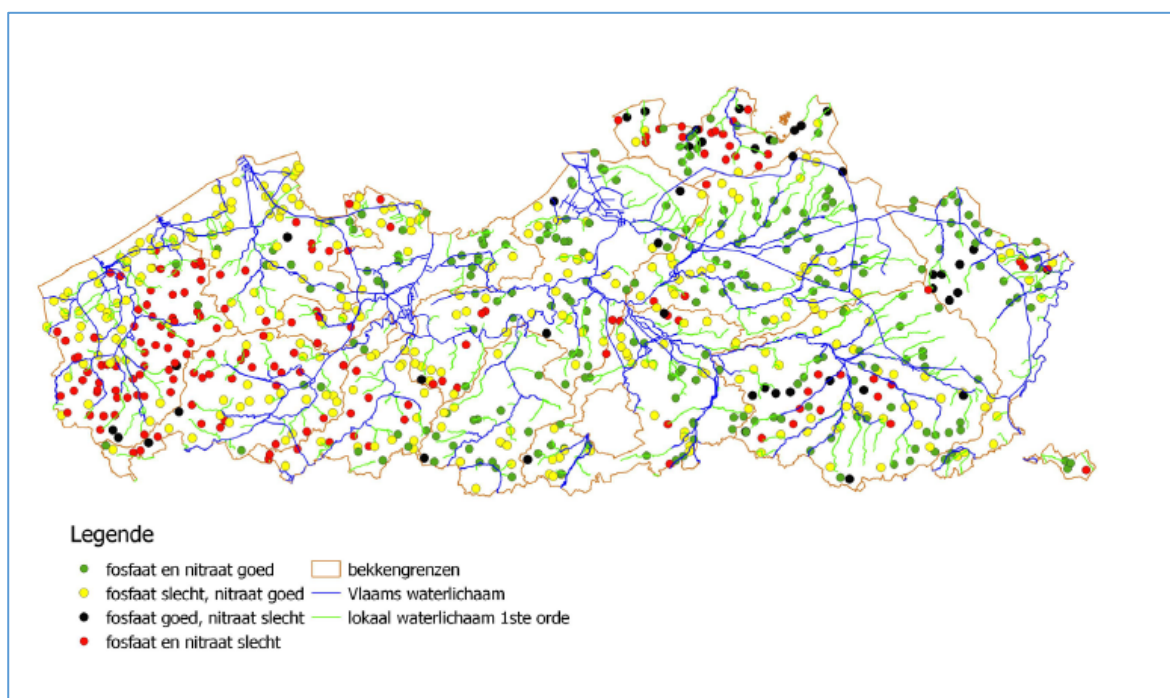 Legende
fosfaat en nitraat goed
bekkengrenzen
fosfaat slecht, nitraat goed
Vlaams waterlichaam
fosfaat goed, nitraat slecht
lokaal waterlichaam 1ste orde
fosfaat en nitraat slecht